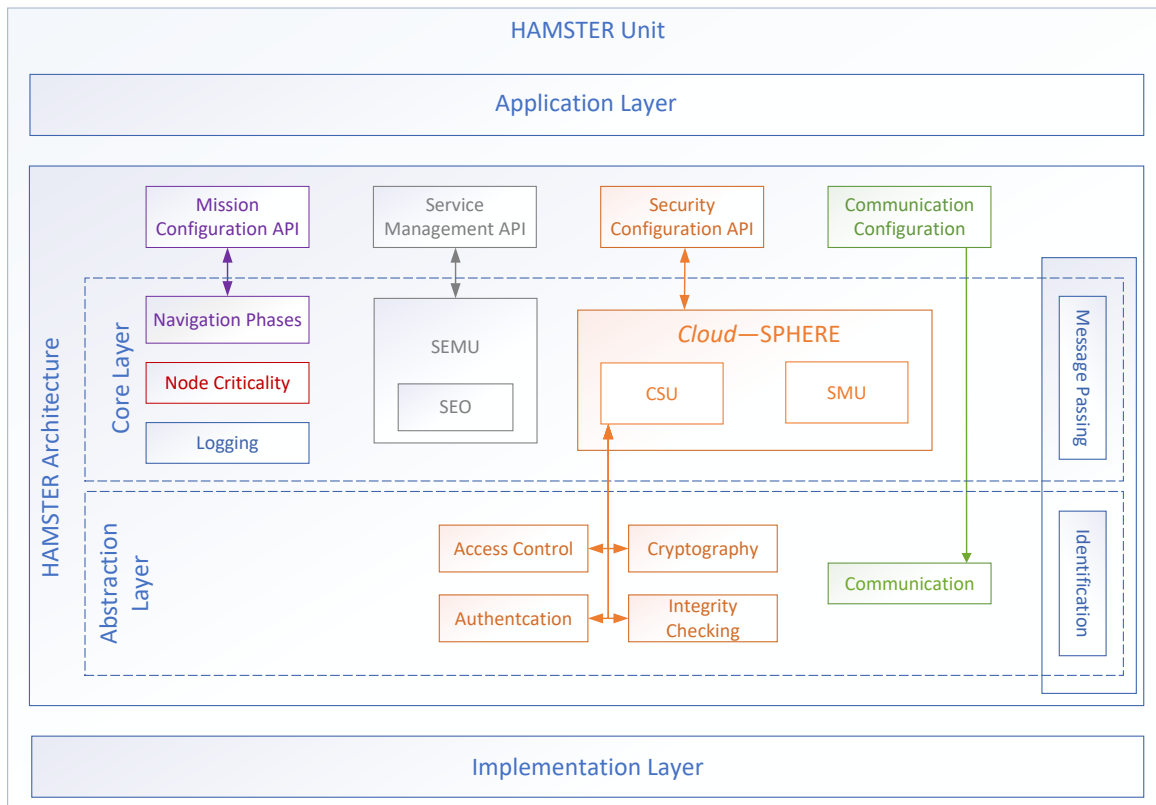 HAMSTER Unit
Application Layer
HAMSTER Architecture
Mission
Configuration API
Service
Management API
Security
Configuration API
Communication
Configuration
Core Layer
Navigation Phases
Node Criticality
Logging
SEMU
SEO
Cloud—SPHERE
CSU
SMU
Message Passing
Abstraction
Layer
Access Control
Cryptography
Authentcation
Integrity
Checking
Communication
Identification
Implementation Layer